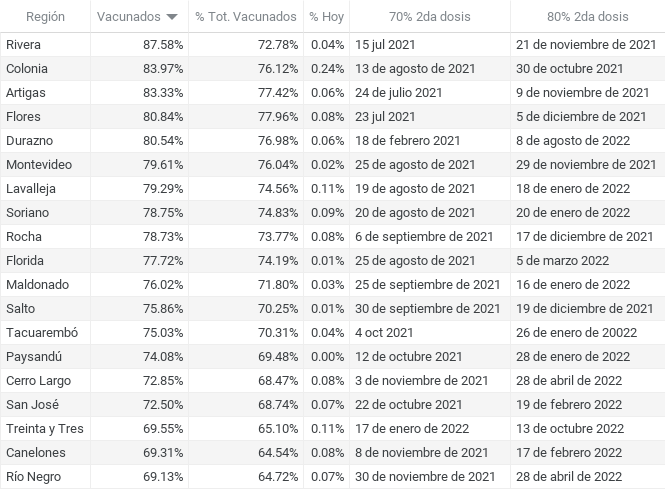 Región Vacunados % Tot. Vacunados % Hoy 70% 2da dosis 80% 2da dosis
Rivera 87.58% 72.78% 0.04% 15 jul 2021 21 de noviembre de 2021
Colonia 83.97% 76.12% 0.24% 13 de agosto de 2021 30 de octubre 2021
Artigas 83.33% 77.42% 0.06% 24 de julio 2021 9 de noviembre de 2021
Flores 80.84% 77.96% 0.08% 23 jul 2021 5 de diciembre de 2021
Durazno 80.54% 76.98% 0.06% 18 de febrero 2021 8 de agosto de 2022
Montevideo 79.61% 76.04% 0.02% 25 de agosto de 2021 29 de noviembre de 2021
Lavalleja 79.29% 74.56% 0.11% 19 de agosto de 2021 18 de enero de 2022
Soriano 78.75% 74.83% 0.09% 20 de agosto de 2021 20 de enero de 2022
Rocha 78.73% 73.77% 0.08% 6 de septiembre de 2021 17 de diciembre de 2021
Florida 77.72% 74.19% 0.01% 25 de agosto de 2021 5 de marzo 2022
Maldonado 76.02% 71.80% 0.03% 25 de septiembre de 2021 16 de enero de 2022
Salto 75.86% 70.25% 0.01% 30 de septiembre de 2021 19 de diciembre de 2021
Tacuarembó 75.03% 70.31% 0.04% 4 oct 2021 26 de enero de 20022
Paysandú 74.08% 69.48% 0.00% 12 de octubre de 2021 28 de enero de 2022
Cerro Largo 72.85% 68.47% 0.08% 3 de noviembre de 2021 28 de abril de 2022
San José 72.50% 68.74% 0.07% 22 de octubre de 2021 19 de febrero de 2022
Treinta y Tres 69.55% 65.10% 0.11% 17 de enero de 2022 13 de octubre de 2022
Canelones 69.31% 64.54% 0.08% 8 de noviembre de 2021 17 de febrero de 2022
Río Negro 69.13% 64.72% 0.07% 30 de noviembre de 2021 28 de abril de 2022